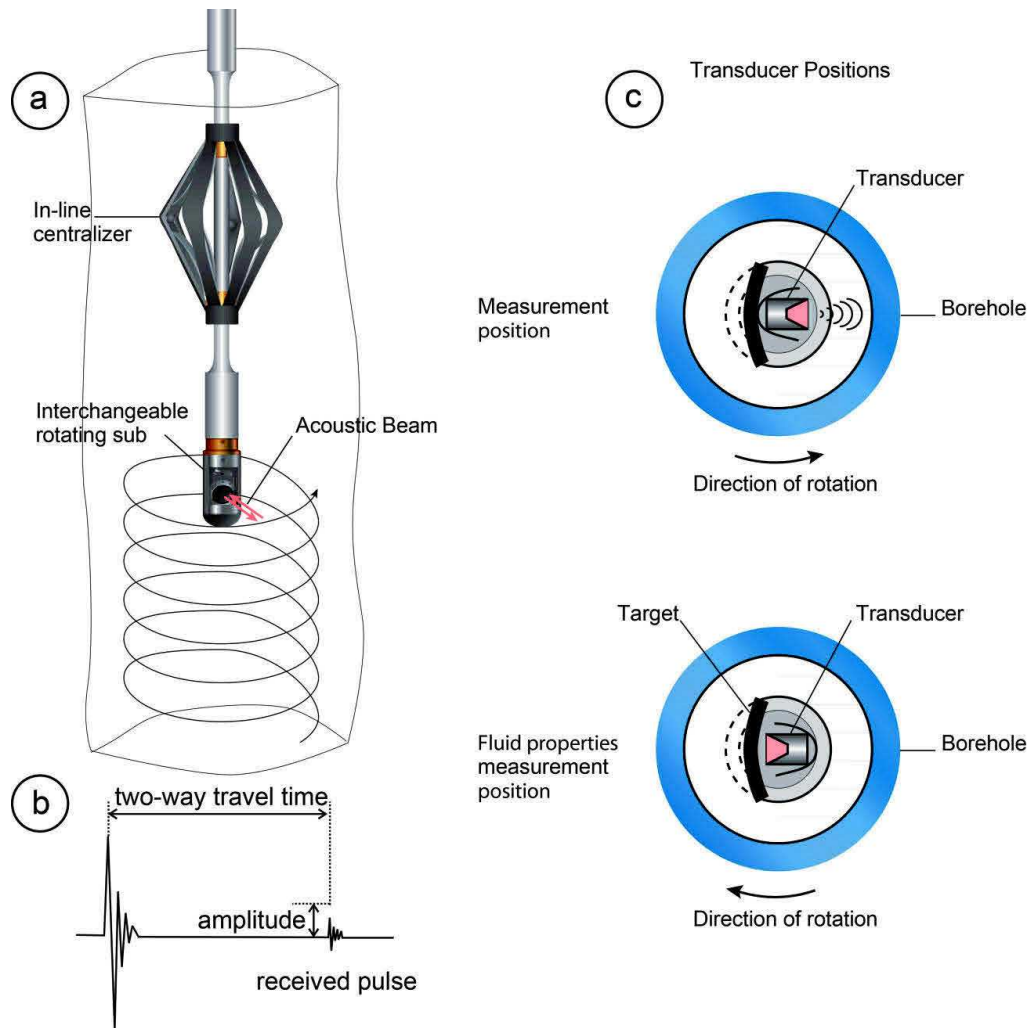 a
In-line
centralizer
Interchangeable
rotating sub
Acoustic Beam
b
two-way travel time
amplitude
received pulse
c
Transducer Positions
Transducer
Measurement
position
Borehole
Direction of rotation
Target
Transducer
Fluid properties
measurement
position
Borehole
Direction of rotation